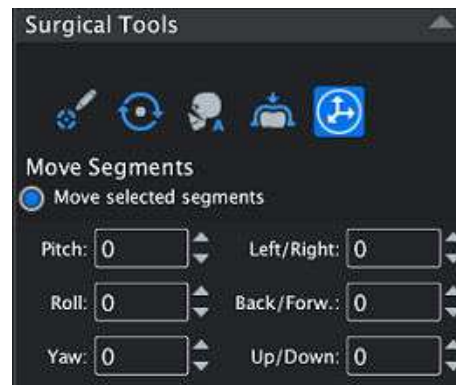 Surgical Tools
A
Move Segments
Move selected segments
Pitch: 0 Left/Right: 0
Roll: 0 Back/Forw.: 0
Yaw: 0 Up/Down: 0